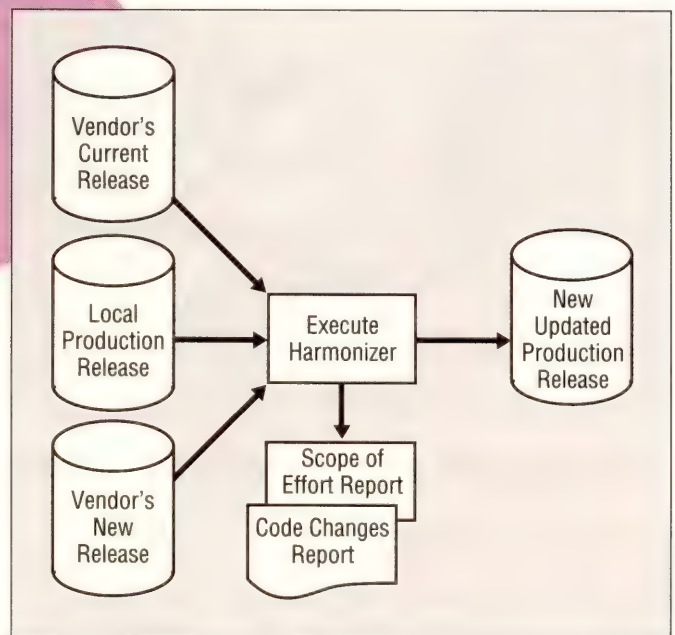 Vendor's
Current
Release
Local
Production
Release
Vendor's
New
Release
Execute
Harmonizer
New
Updated
Production
Release
Scope of
Effort Report
Code Changes
Report